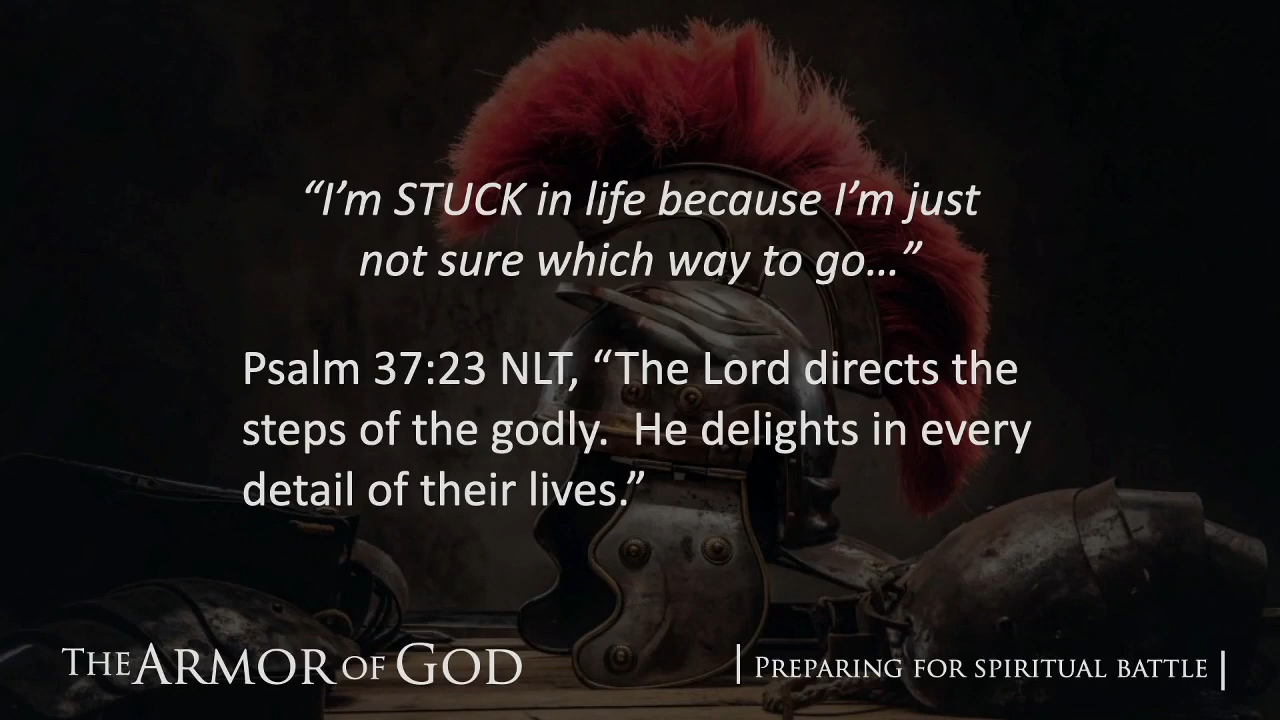 “I’m STUCK in life because I’m just
not sure which way to go…”
Psalm 37:23 NLT, “The Lord directs the
steps of the godly.  He delights in every
detail of their lives.”
THE ARMOR OF GOD
| PREPARING FOR SPIRITUAL BATTLE |